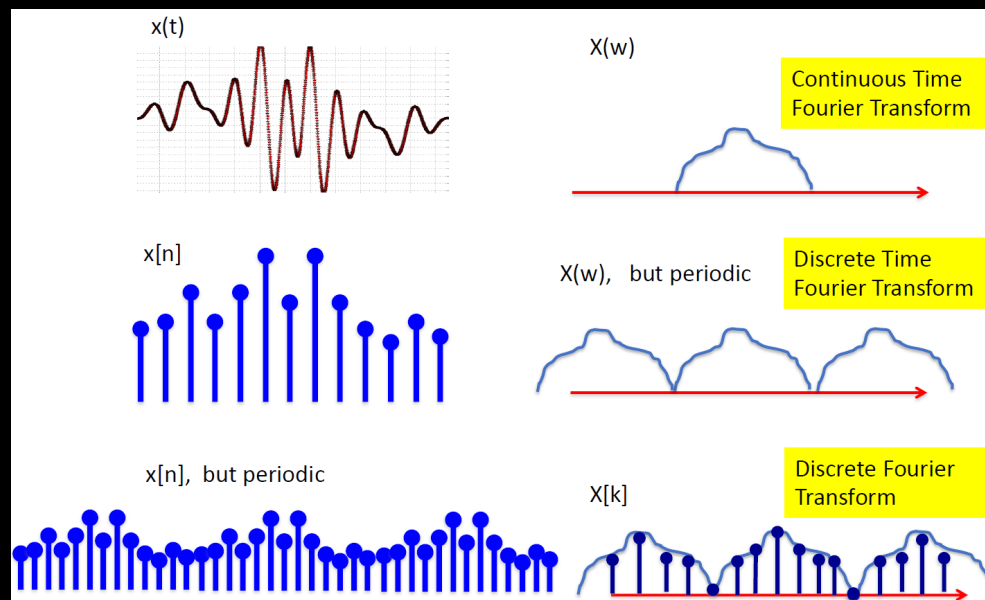 x(t)
X(w)
Continuous Time
Fourier Transform
x[n]
X(w), but periodic
Discrete Time
Fourier Transform
x[n], but periodic
X[k]
Discrete Fourier
Transform